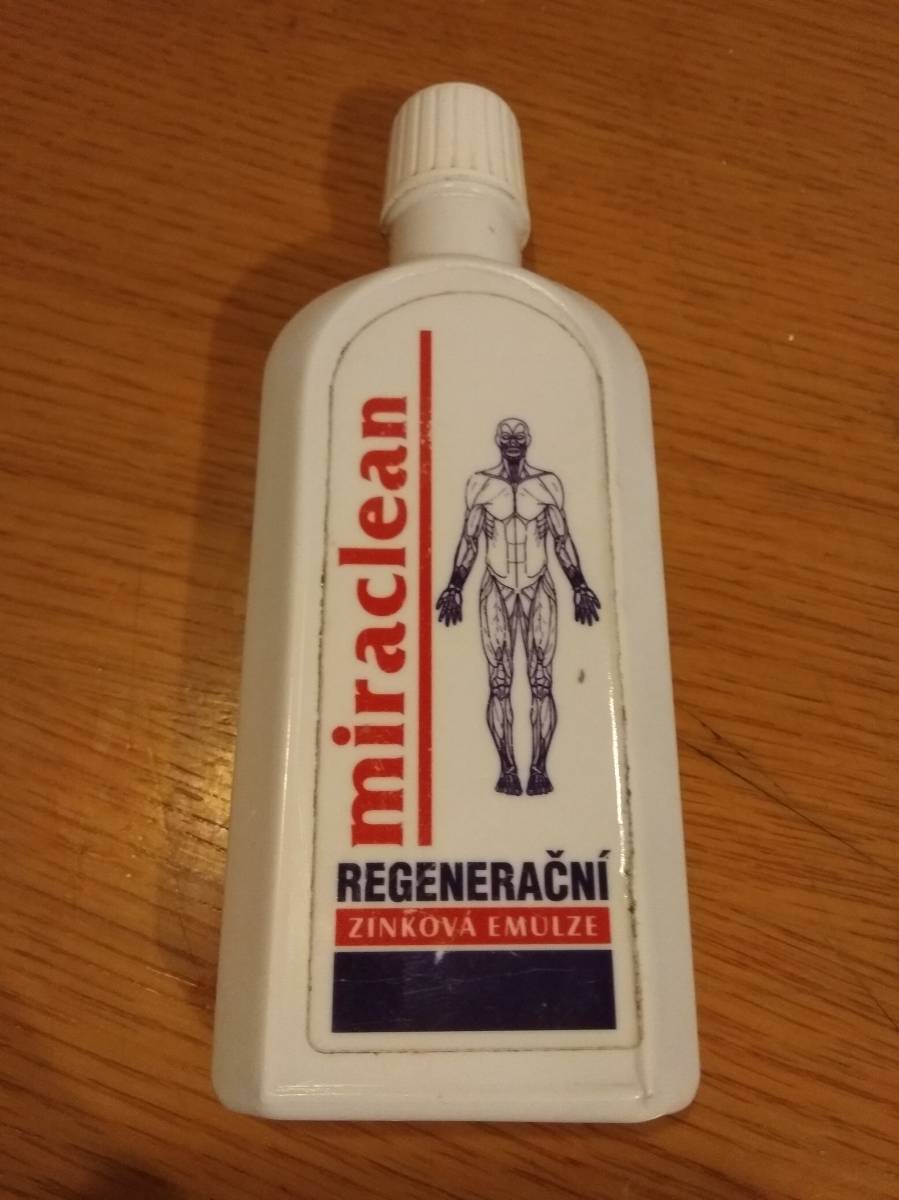 miraclean
REGENERAČNÍ
ZINKOVÁ EMULZE